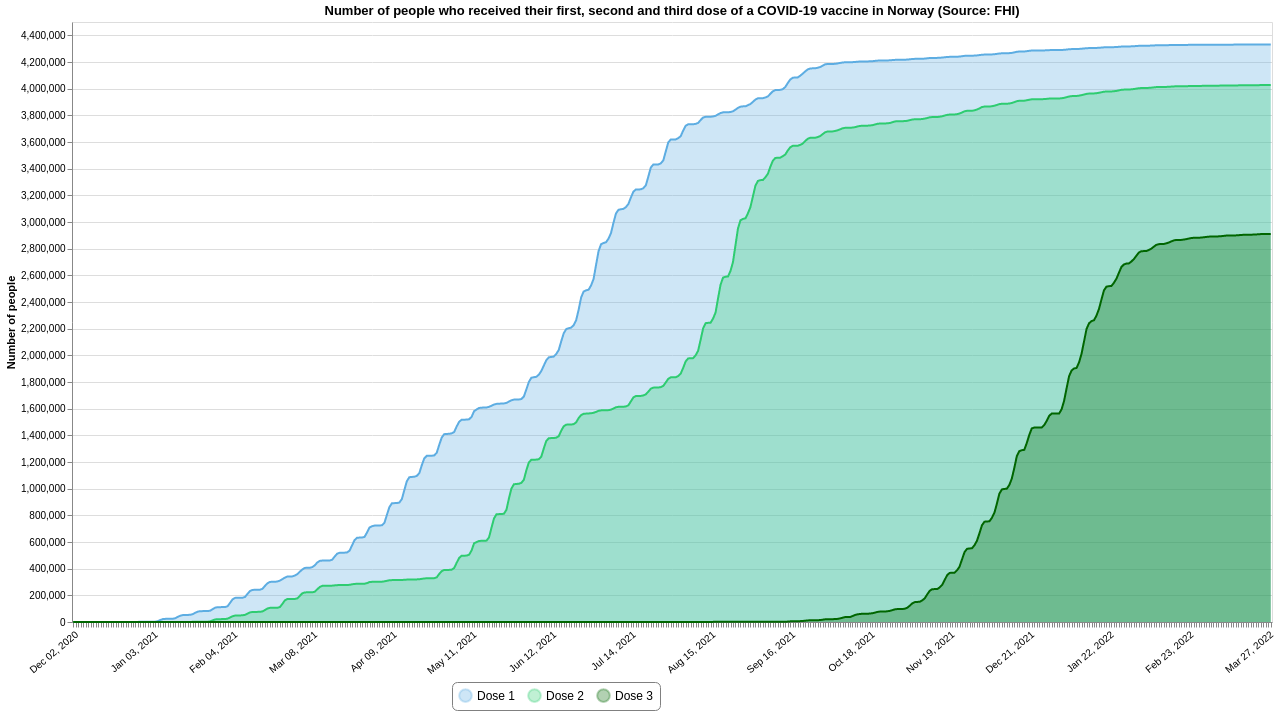 Number of people who received their first, second and third dose of a COVID-19 vaccine in Norway (Source: FHI)
Number of people
4,400,000
4,200,000
4,000,000
3,800,000
3,600,000
3,400,000
3,200,000
3,000,000
2,800,000
2,600,000
2,400,000
2,200,000
2,000,000
1,800,000
1,600,000
1,400,000
1,200,000
1,000,000
800,000
600,000
400,000
200,000
0
Dec 02, 2020
Jan 03, 2021
Feb 04, 2021
Mar 08, 2021
Apr 09, 2021
May 11, 2021
Jun 12, 2021
Jul 14, 2021
Aug 15, 2021
Sep 16, 2021
Oct 18, 2021
Nov 19, 2021
Dec 21, 2021
Jan 22, 2022
Feb 23, 2022
Mar 27, 2022
Dose 1
Dose 2
Dose 3